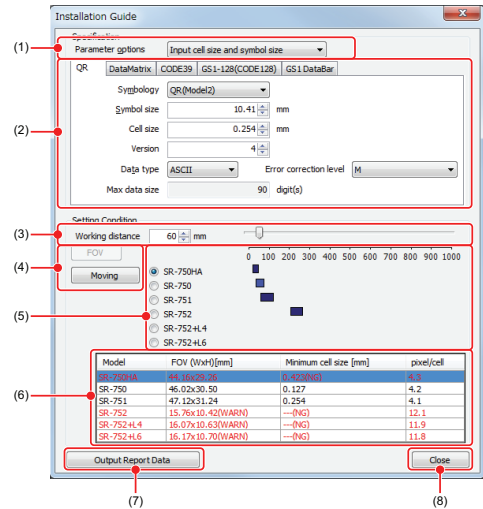 Installation Guide
Specification
(1) Parameter options Input cell size and symbol size
QR DataMatrix CODE39 GS1-128(CODE128) GS1 DataBar
Symbology QR(Model2)
Symbol size 10.41 mm
(2) Cell size 0.254 mm
Version 4
Data type ASCII Error correction level M
Max data size 90 digit(s)
Setting Condition
(3) Working distance 60 mm
FOV 0 100 200 300 400 500 600 700 800 900 1000
(4) Moving SR-750HA
SR-750
(5) SR-751
SR-752
SR-752+L4
SR-752+L6
Model FOV (WxH)[mm] Minimum cell size [mm] pixel/cell
SR-750HA 44.16x29.26 0.423(NG) 4.3
(6) SR-750 46.02x30.50 0.127 4.2
SR-751 47.12x31.24 0.254 4.1
SR-752 15.76x10.42(WARN) ---(NG) 12.1
SR-752+L4 16.07x10.63(WARN) ---(NG) 11.9
SR-752+L6 16.17x10.70(WARN) ---(NG) 11.8
Output Report Data Close
(7) (8)